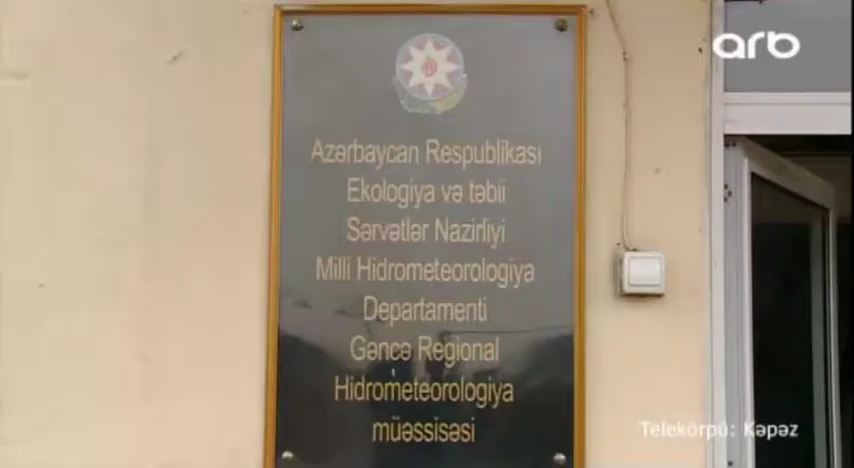 arb
Azərbaycan Respublikası
Ekologiya və təbii
Sərvətlər Nazirliyi
Milli Hidrometeorologiya
Departamenti
Gəncə Regional
Hidrometeorologiya
müəssisəsi
Telekörpü: Kəpəz